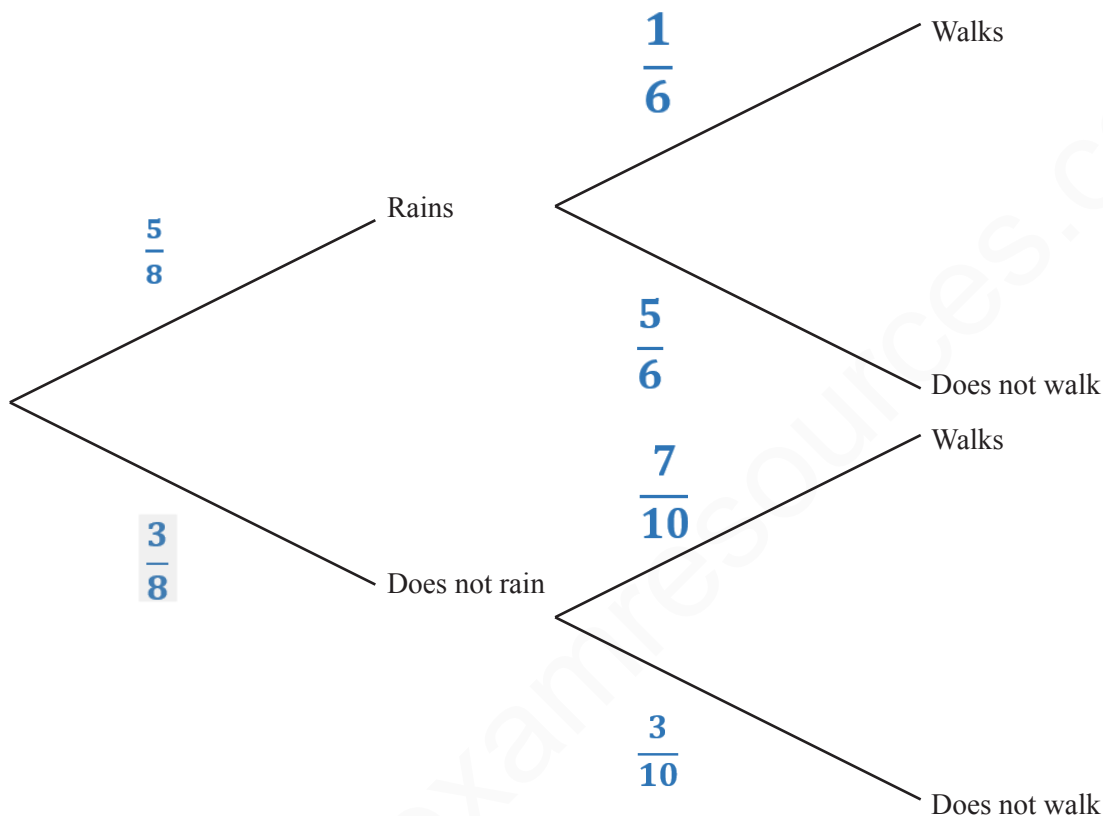 1/6
Walks
5/8
Rains
5/6
Does not walk
7/10
Walks
3/8
Does not rain
3/10
Does not walk
examresources.c